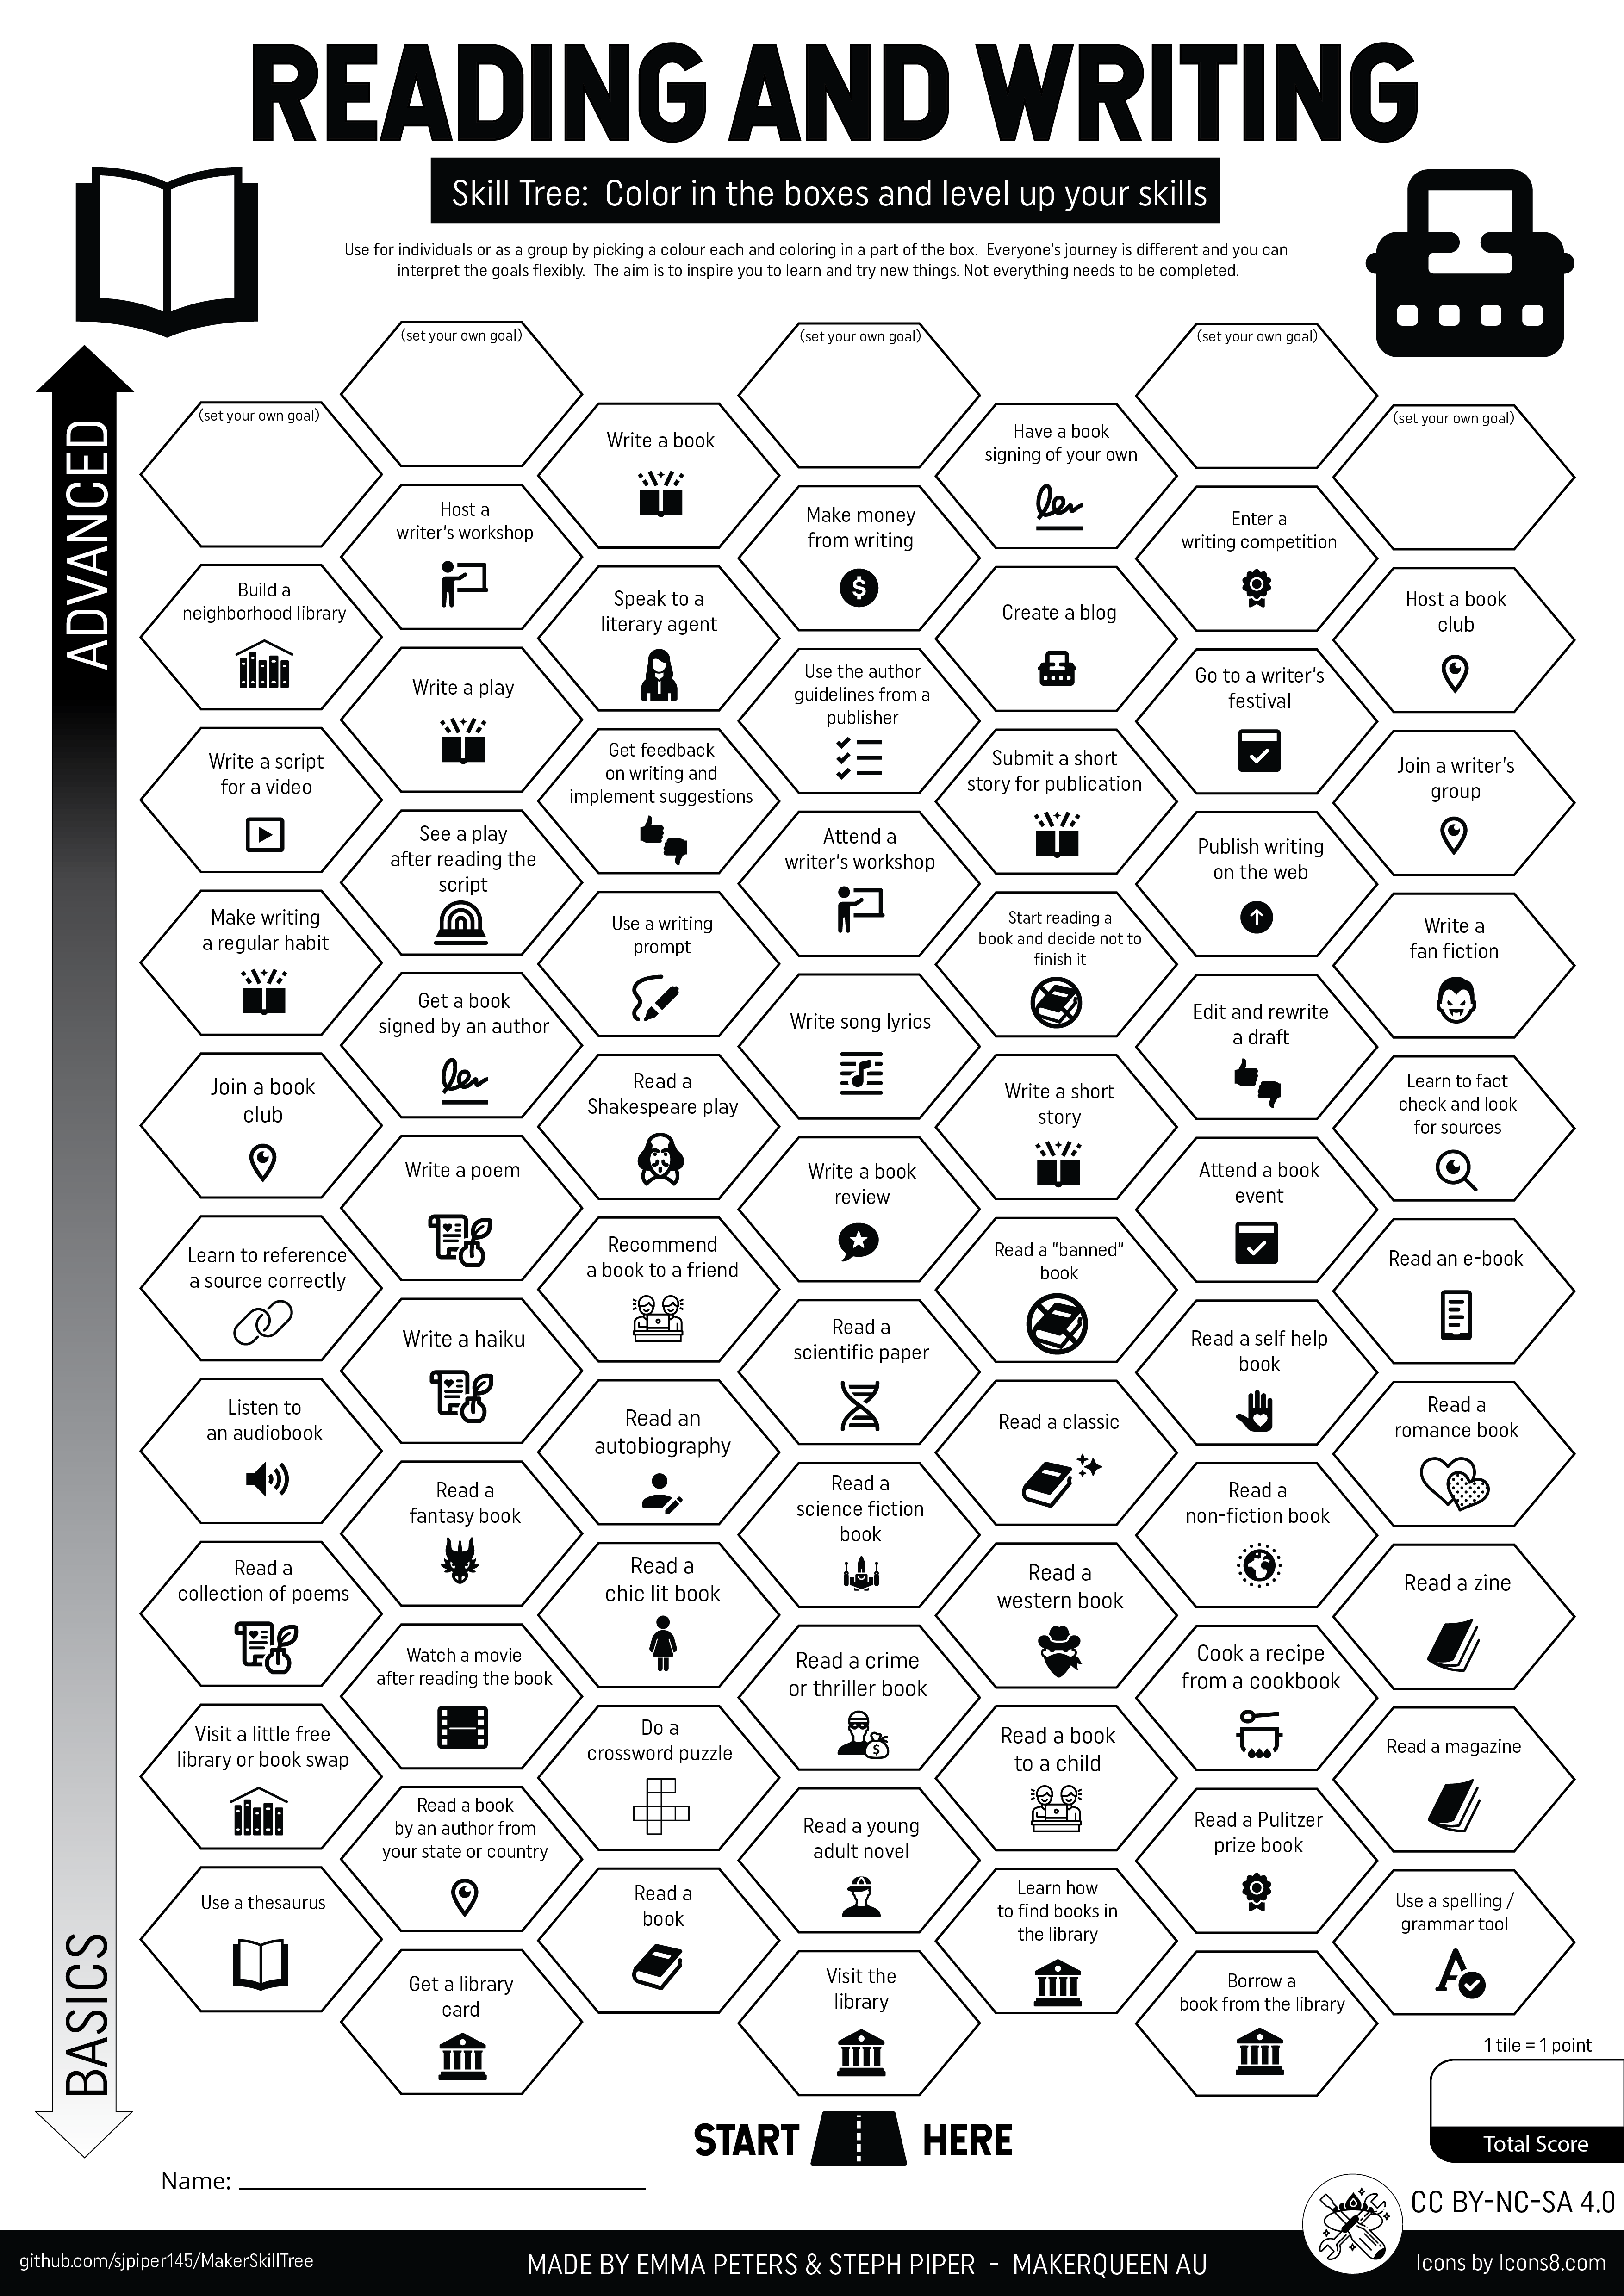 READING AND WRITING
Skill Tree:  Color in the boxes and level up your skills
Use for individuals or as a group by picking a colour each and coloring in a part of the box.  Everyone's journey is different and you can
interpret the goals flexibly.  The aim is to inspire you to learn and try new things. Not everything needs to be completed.
ADVANCED
BASICS
(set your own goal)
(set your own goal)
(set your own goal)
(set your own goal)
(set your own goal)
Write a book
Have a book
signing of your own
Host a
writer's workshop
Make money
from writing
Enter a
writing competition
Build a
neighborhood library
Speak to a
literary agent
Create a blog
Host a book
club
Write a play
Use the author
guidelines from a
publisher
Go to a writer's
festival
Write a script
for a video
Get feedback
on writing and
implement suggestions
Submit a short
story for publication
Join a writer's
group
See a play
after reading the
script
Attend a
writer's workshop
Publish writing
on the web
Make writing
a regular habit
Use a writing
prompt
Start reading a
book and decide not to
finish it
Write a
fan fiction
Get a book
signed by an author
Write song lyrics
Edit and rewrite
a draft
Join a book
club
Read a
Shakespeare play
Write a short
story
Learn to fact
check and look
for sources
Write a poem
Write a book
review
Attend a book
event
Learn to reference
a source correctly
Recommend
a book to a friend
Read a “banned”
book
Read an e-book
Write a haiku
Read a
scientific paper
Read a self help
book
Listen to
an audiobook
Read an
autobiography
Read a classic
Read a
romance book
Read a
fantasy book
Read a
science fiction
book
Read a
non-fiction book
Read a
collection of poems
Read a
chic lit book
Read a
western book
Read a zine
Watch a movie
after reading the book
Read a crime
or thriller book
Cook a recipe
from a cookbook
Visit a little free
library or book swap
Do a
crossword puzzle
Read a book
to a child
Read a magazine
Read a book
by an author from
your state or country
Read a young
adult novel
Read a Pulitzer
prize book
Use a thesaurus
Read a
book
Learn how
to find books in
the library
Use a spelling /
grammar tool
Get a library
card
Visit the
library
Borrow a
book from the library
1 tile = 1 point
Total Score
START HERE
Name:
CC BY-NC-SA 4.0
github.com/sjpiper145/MakerSkillTree
MADE BY EMMA PETERS & STEPH PIPER  -  MAKERQUEEN AU
Icons by Icons8.com